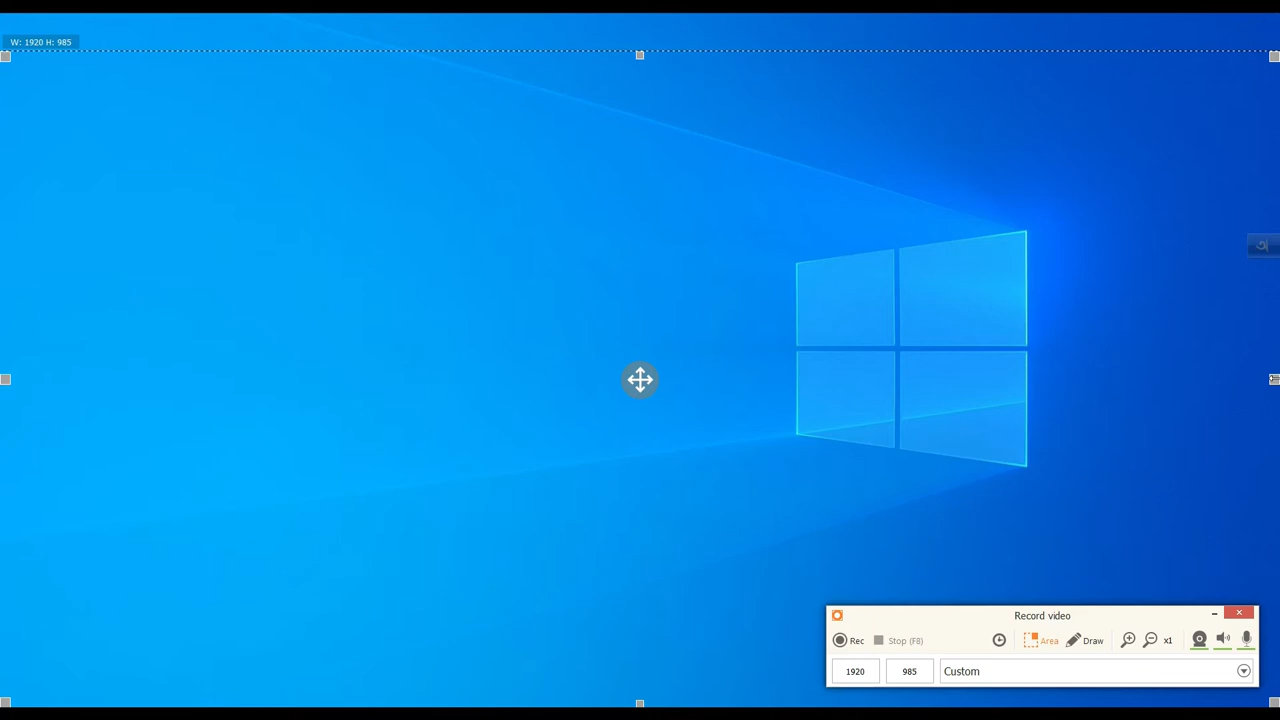 W: 1920 H: 985
Record video
Rec
Stop (F8)
Area
Draw
x1
1920
985
Custom